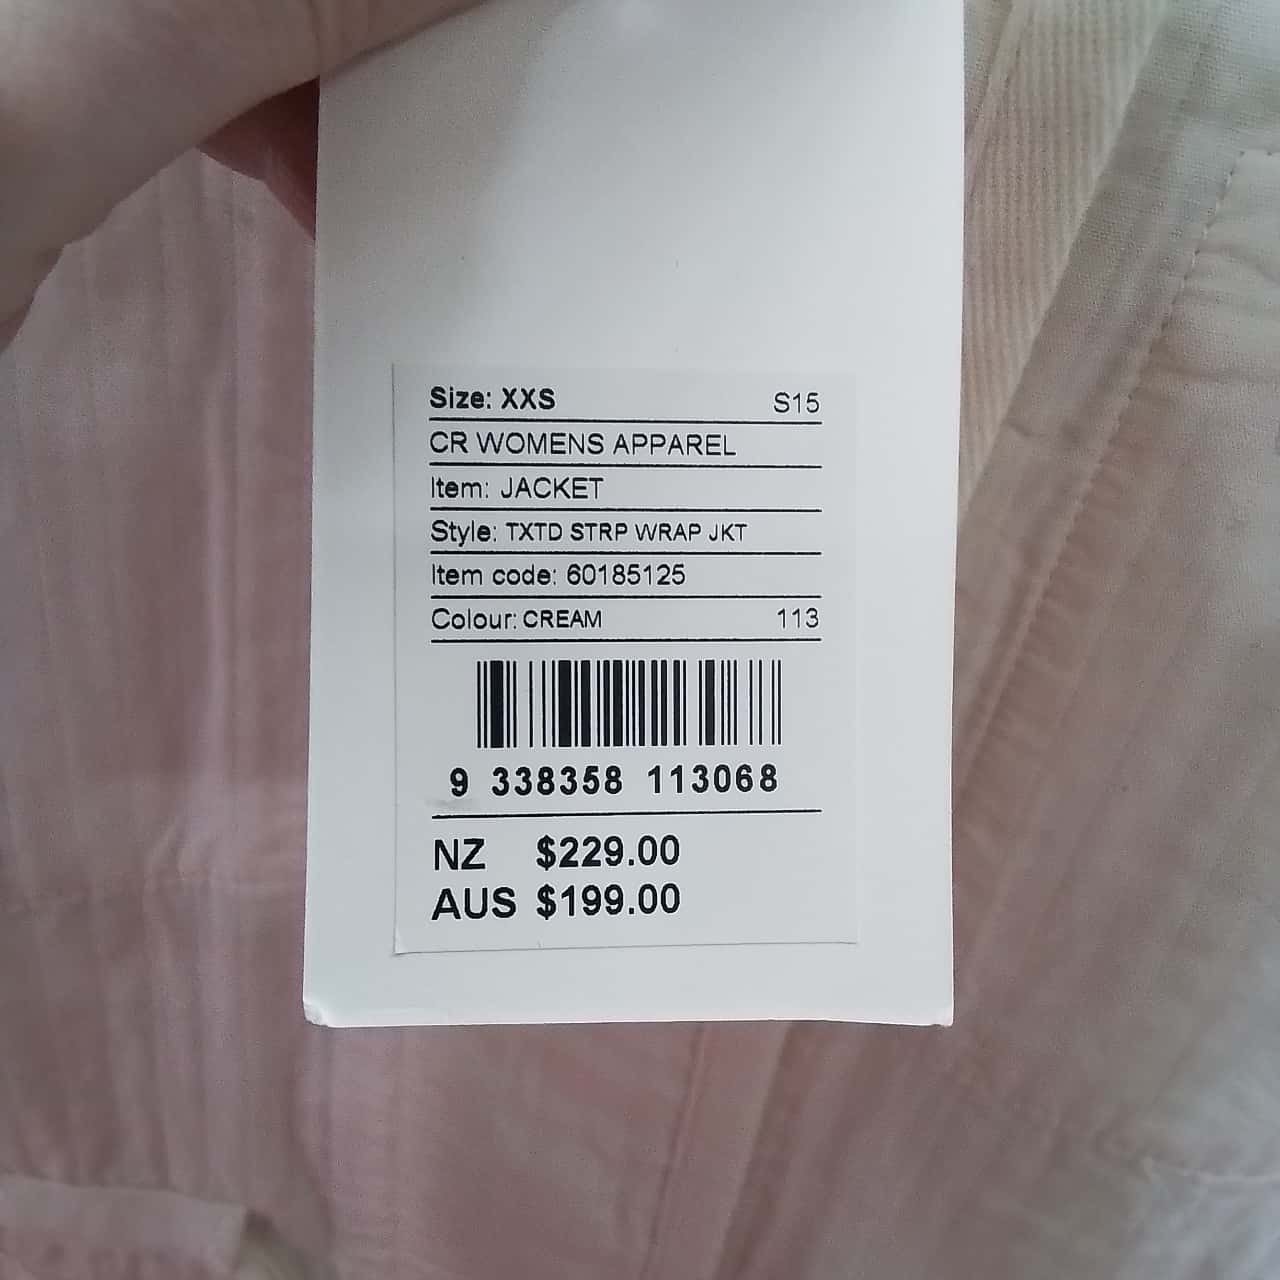 Size: XXS S15
CR WOMENS APPAREL
Item: JACKET
Style: TXTD STRP WRAP JKT
Item code: 60185125
Colour: CREAM 113
9 338358 113068
NZ $229.00
AUS $199.00